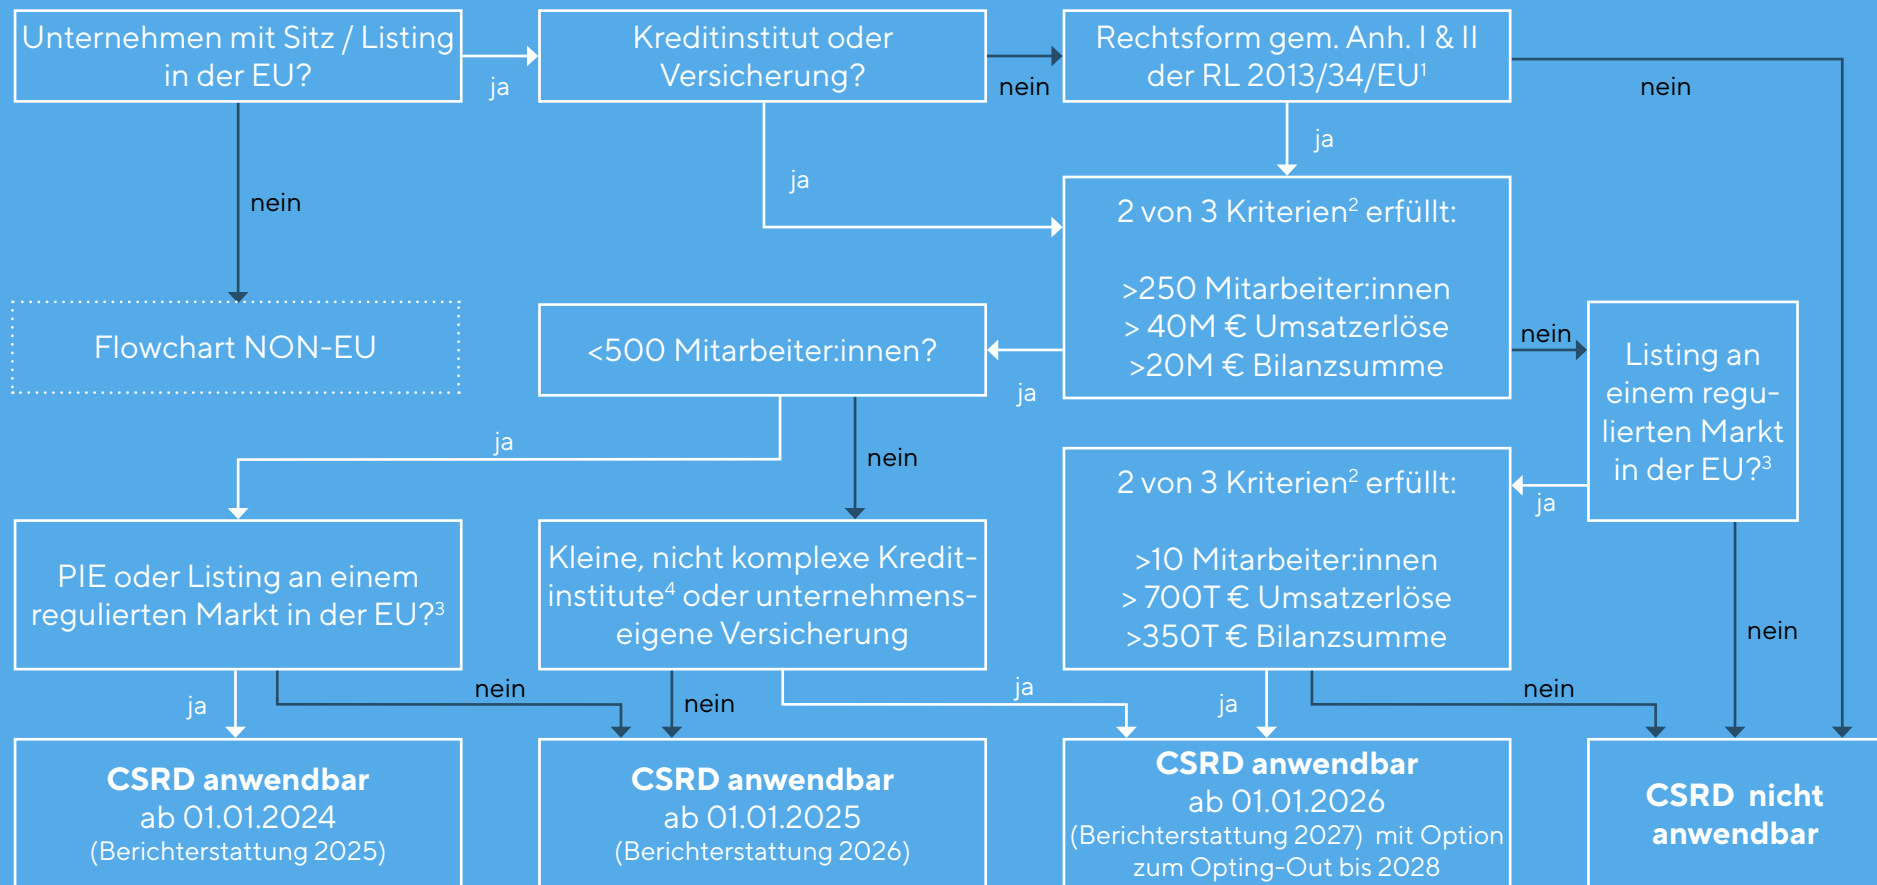 Unternehmen mit Sitz / Listing
in der EU?
ja
Kreditinstitut oder
Versicherung?
nein
Rechtsform gem. Anh. I & II
der RL 2013/34/EU¹
nein
ja
nein
ja
2 von 3 Kriterien² erfüllt:
>250 Mitarbeiter:innen
> 40M € Umsatzerlöse
>20M € Bilanzsumme
Flowchart NON-EU
<500 Mitarbeiter:innen?
ja
nein
Listing an
einem regu-
lierten Markt
in der EU?³
ja
nein
ja
2 von 3 Kriterien² erfüllt:
>10 Mitarbeiter:innen
> 700T € Umsatzerlöse
>350T € Bilanzsumme
PIE oder Listing an einem
regulierten Markt in der EU?³
Kleine, nicht komplexe Kredit-
institute⁴ oder unternehmens-
eigene Versicherung
nein
ja
nein
nein
ja
ja
nein
CSRD anwendbar
ab 01.01.2024
(Berichterstattung 2025)
CSRD anwendbar
ab 01.01.2025
(Berichterstattung 2026)
CSRD anwendbar
ab 01.01.2026
(Berichterstattung 2027) mit Option
zum Opting-Out bis 2028
CSRD nicht
anwendbar